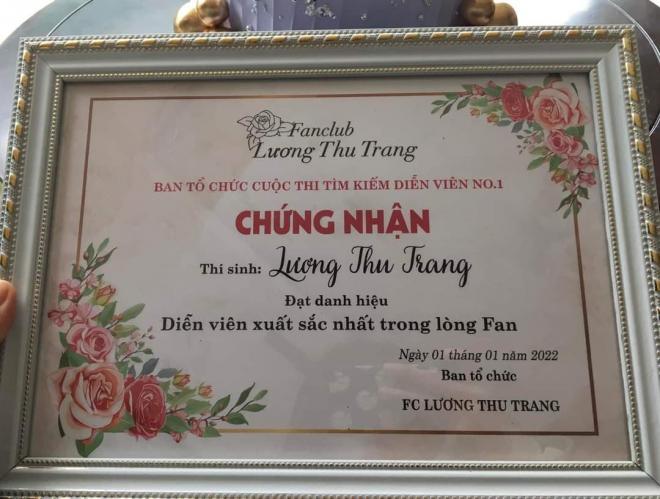 Fanclub
Lương Thu Trang
BAN TỔ CHỨC CUỘC THI TÌM KIẾM DIỄN VIÊN NO.1
CHỨNG NHẬN
Thí sinh: Lương Thu Trang
Đạt danh hiệu
Diễn viên xuất sắc nhất trong lòng Fan
Ngày 01 tháng 01 năm 2022
Ban tổ chức
FC LƯƠNG THU TRANG